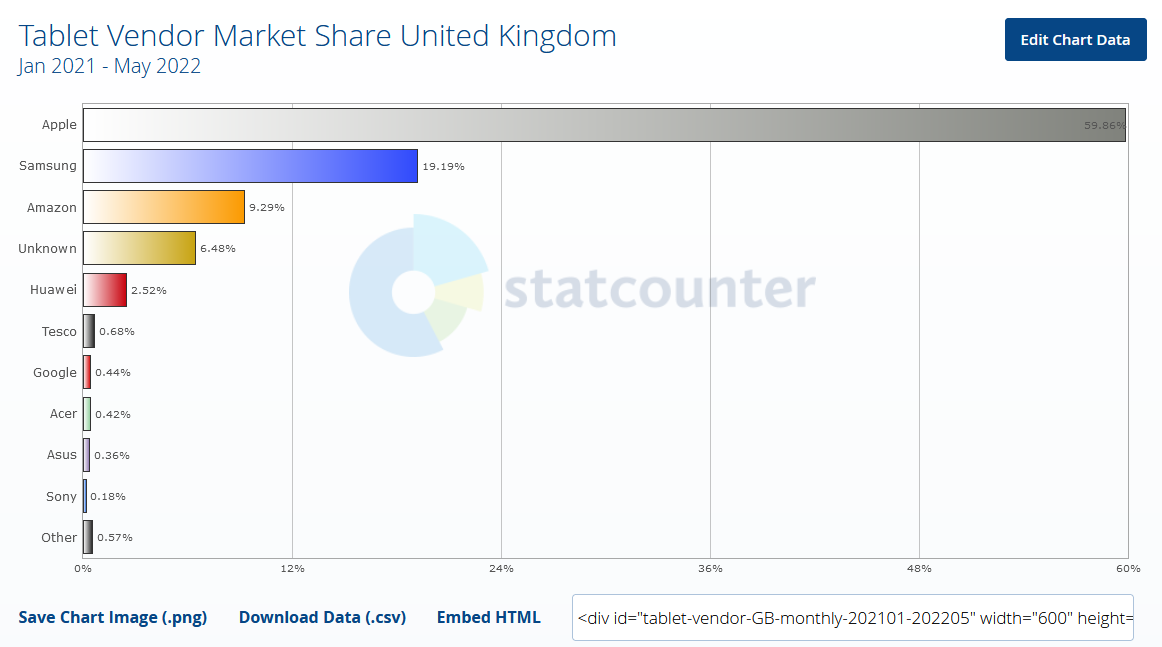 Tablet Vendor Market Share United Kingdom
Edit Chart Data
Jan 2021 - May 2022
Apple 59.86%
Samsung 19.19%
Amazon 9.29%
Unknown 6.48%
statcounter
Huawei 2.52%
Tesco 0.68%
Google 0.44%
Acer 0.42%
Asus 0.36%
Sony 0.18%
Other 0.57%
0% 12% 24% 36% 48% 60%
Save Chart Image (.png) Download Data (.csv) Embed HTML <div id="tablet-vendor-GB-monthly-202101-202205" width="600" height=